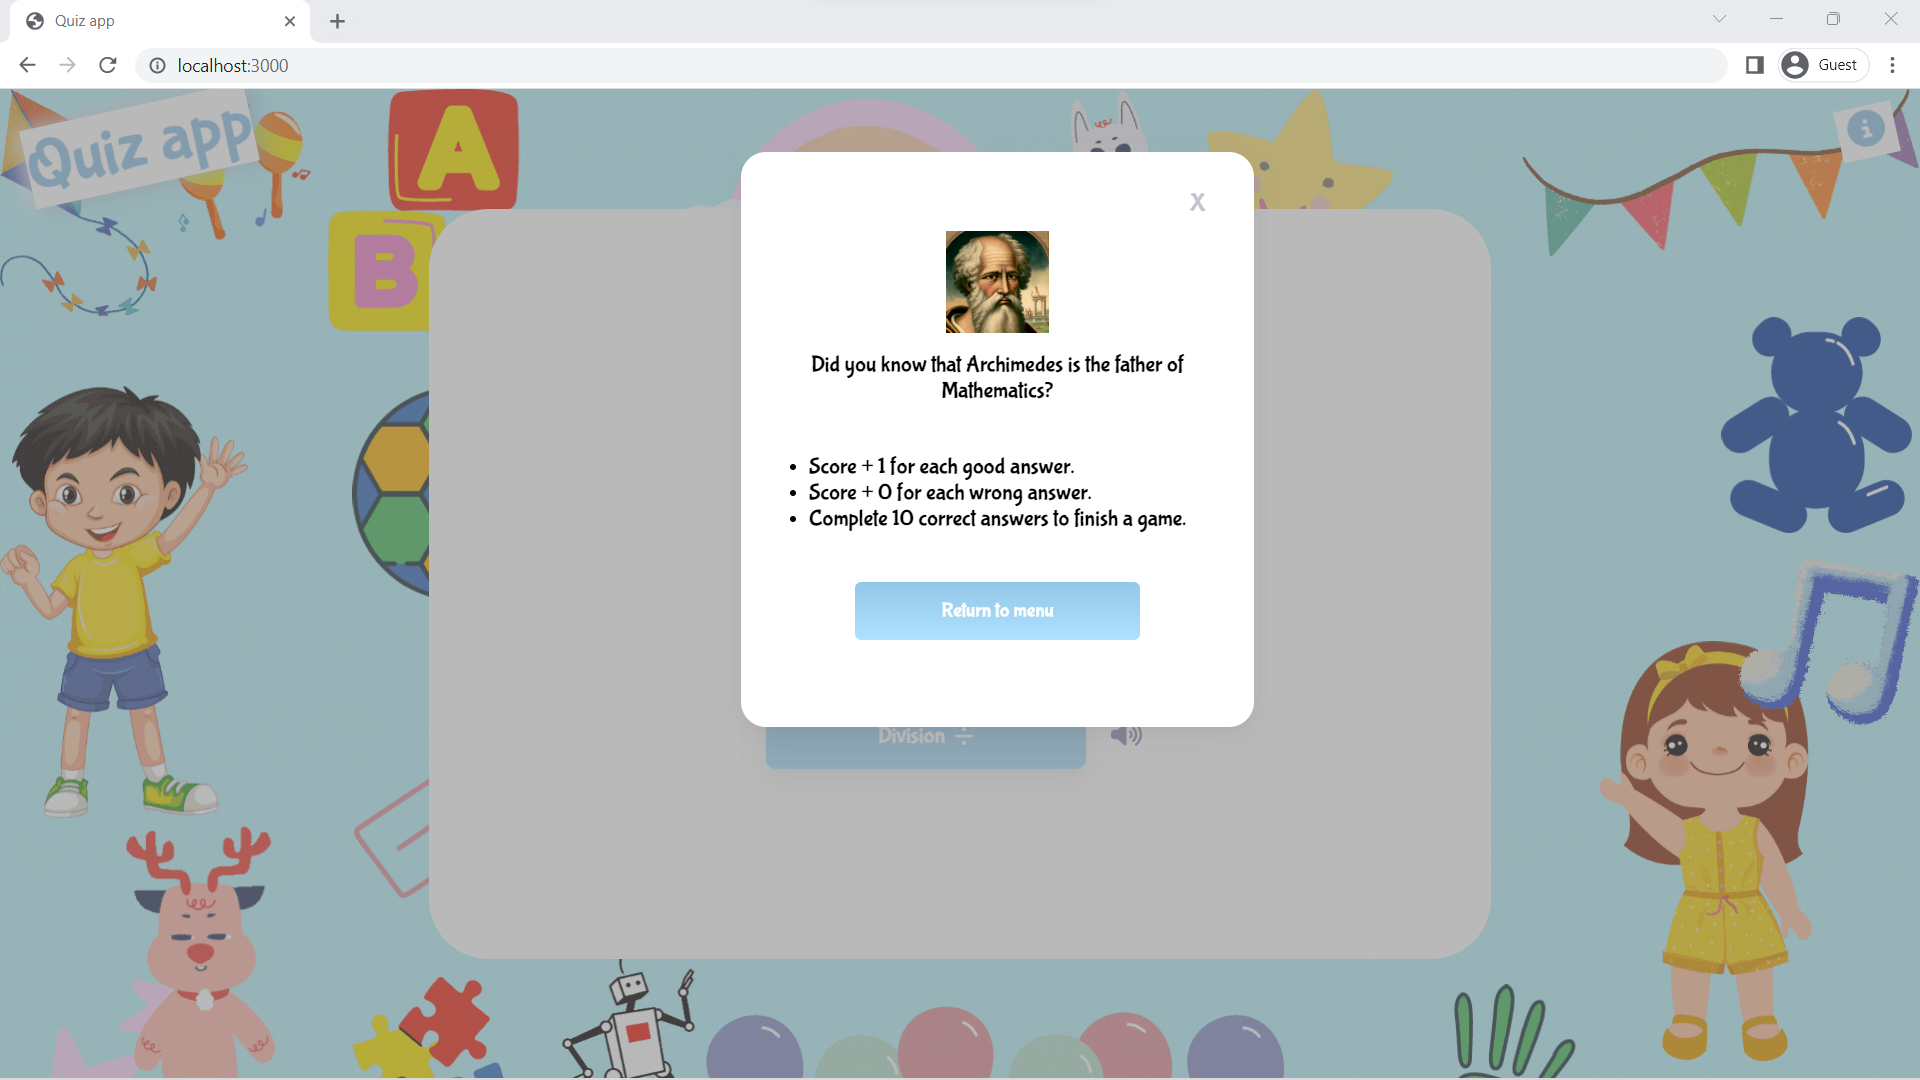 Quiz app
localhost:3000
Guest
Quiz app
A
B
i
X
Did you know that Archimedes is the father of
Mathematics?
• Score + 1 for each good answer.
• Score + 0 for each wrong answer.
• Complete 10 correct answers to finish a game.
Return to menu
Division ÷